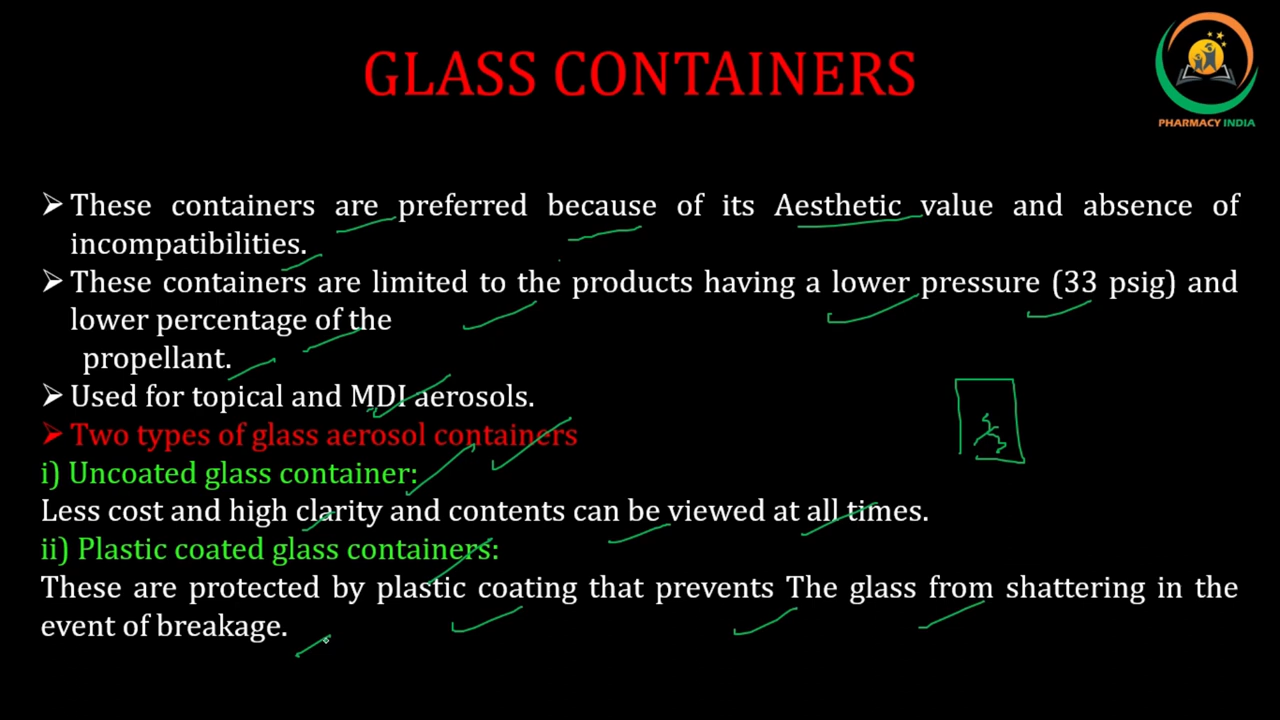 GLASS CONTAINERS
PHARMACY INDIA
➢ These containers are preferred because of its Aesthetic value and absence of
incompatibilities.
➢ These containers are limited to the products having a lower pressure (33 psig) and
lower percentage of the
propellant.
➢ Used for topical and MDI aerosols.
➢ Two types of glass aerosol containers
i) Uncoated glass container:
Less cost and high clarity and contents can be viewed at all times.
ii) Plastic coated glass containers:
These are protected by plastic coating that prevents The glass from shattering in the
event of breakage.